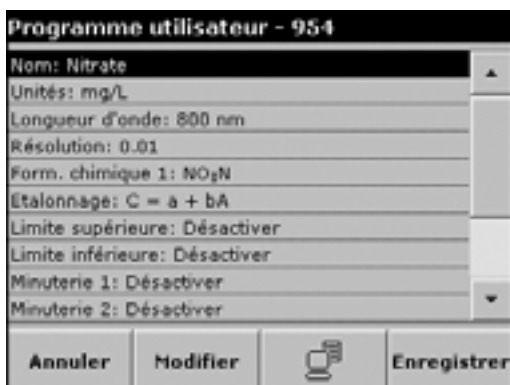 Programme utilisateur - 954
Nom: Nitrate
Unités: mg/L
Longueur d'onde: 800 nm
Résolution: 0.01
Form. chimique 1: NO₃N
Etalonnage: C = a + bA
Limite supérieure: Désactiver
Limite inférieure: Désactiver
Minuterie 1: Désactiver
Minuterie 2: Désactiver
Annuler Modifier Enregistrer